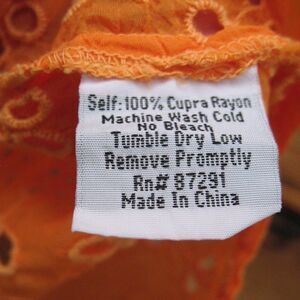 Self: 100% Cupra Rayon
Machine Wash Cold
No Bleach
Tumble Dry Low
Remove Promptly
Rn# 87291
Made In China